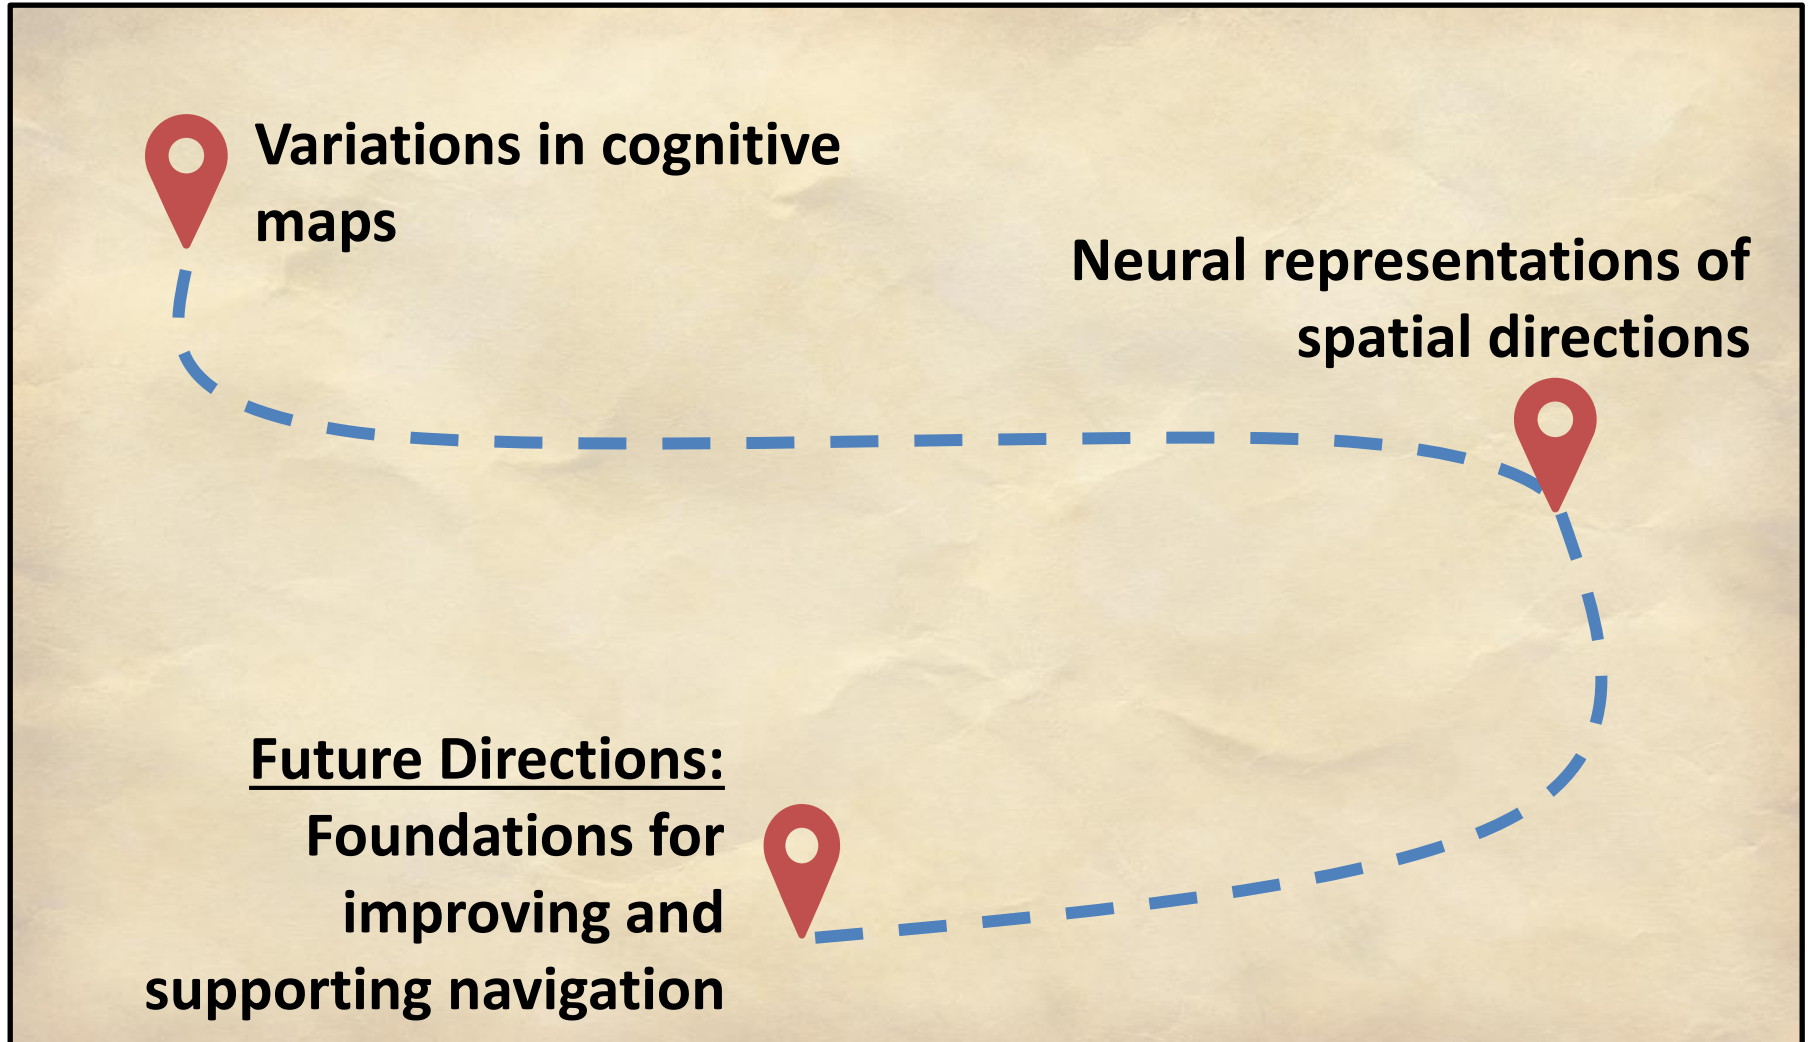 Variations in cognitive
maps
Neural representations of
spatial directions
Future Directions:
Foundations for
improving and
supporting navigation